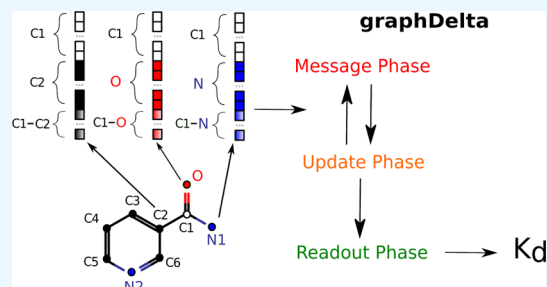 graphDelta
C1
C1
C1
C2
O
N
C1-C2
C1-O
C1-N
Message Phase
Update Phase
Readout Phase
Kd
O
C3
C2
C1
N1
C4
C5
C6
N2